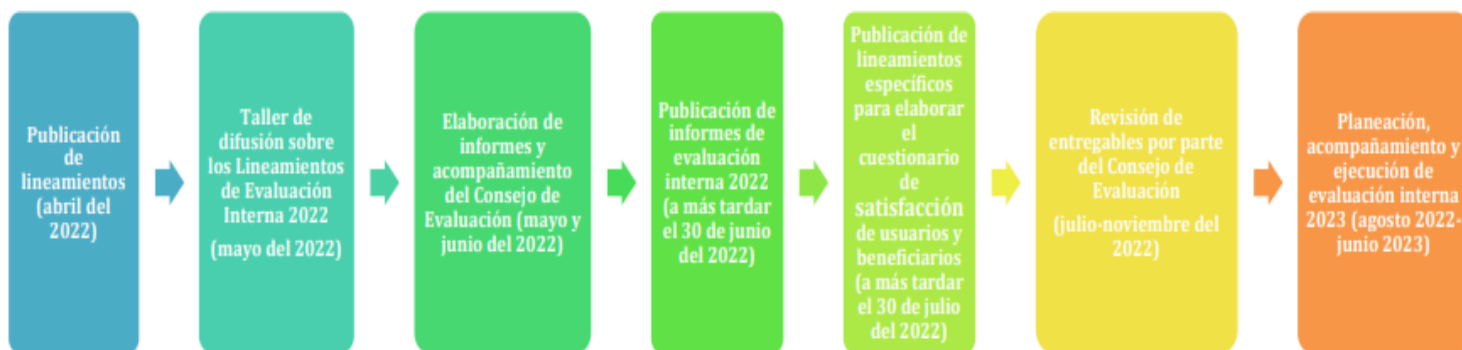 Publicación
de
lineamientos
(abril del
2022)
Taller de
difusión sobre
los Lineamientos
de Evaluación
Interna 2022
(mayo del 2022)
Elaboración de
informes y
acompañamiento
del Consejo de
Evaluación (mayo y
junio del 2022)
Publicación de
informes de
evaluación
interna 2022
(a más tardar
el 30 de junio
del 2022)
Publicación de
lineamientos
específicos
para elaborar
el
cuestionario
de
satisfacción
de usuarios y
beneficiarios
(a más tardar
el 30 de julio
del 2022)
Revisión de
entregables por parte
del Consejo de
Evaluación
(julio-noviembre del
2022)
Planeación,
acompañamiento y
ejecución de
evaluación interna
2023 (agosto 2022-
junio 2023)